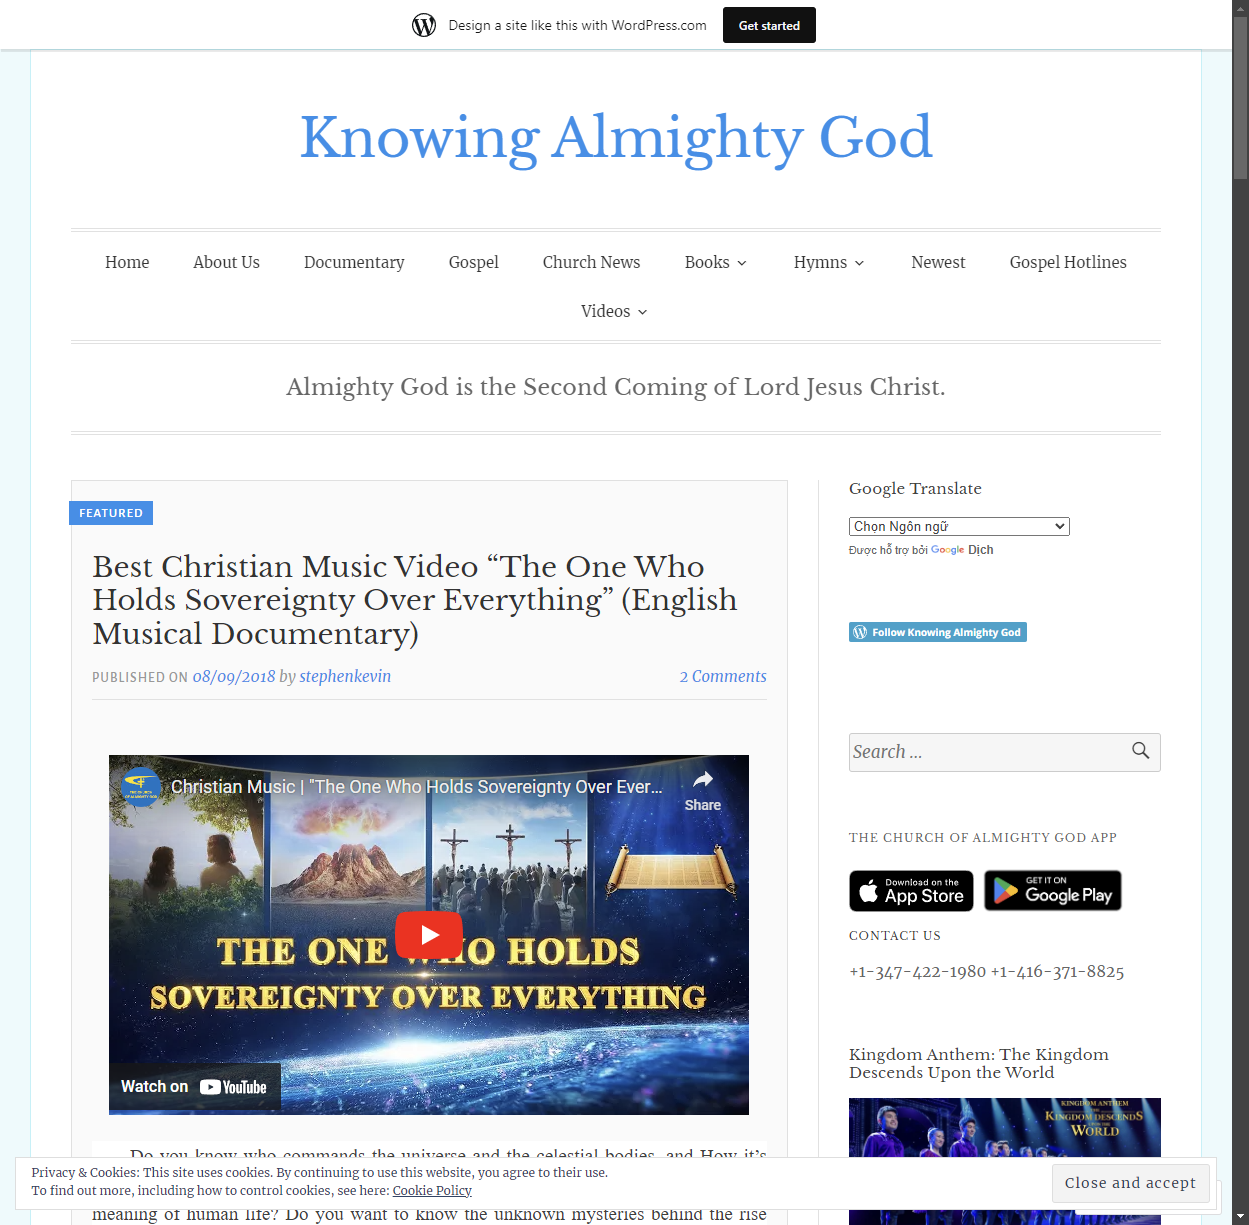 Design a site like this with WordPress.com
Get started
Knowing Almighty God
Home
About Us
Documentary
Gospel
Church News
Books
Hymns
Newest
Gospel Hotlines
Videos
Almighty God is the Second Coming of Lord Jesus Christ.
FEATURED
Best Christian Music Video “The One Who
Holds Sovereignty Over Everything” (English
Musical Documentary)
PUBLISHED ON 08/09/2018 by stephenkevin
2 Comments
Christian Music | "The One Who Holds Sovereignty Over Ever...
Share
THE ONE WHO HOLDS
SOVEREIGNTY OVER EVERYTHING
Watch on YouTube
Do you know who commands the universe and the celestial bodies, and How it’s
meaning of human life? Do you want to know the unknown mysteries behind the rise
Google Translate
Chọn Ngôn ngữ
Được hỗ trợ bởi Google Dịch
Follow Knowing Almighty God
Search ...
THE CHURCH OF ALMIGHTY GOD APP
Download on the
App Store
GET IT ON
Google Play
CONTACT US
+1-347-422-1980 +1-416-371-8825
Kingdom Anthem: The Kingdom
Descends Upon the World
KINGDOM ANTHEM
KINGDOM DESCENDS
WORLD
Privacy & Cookies: This site uses cookies. By continuing to use this website, you agree to their use.
To find out more, including how to control cookies, see here: Cookie Policy
Close and accept